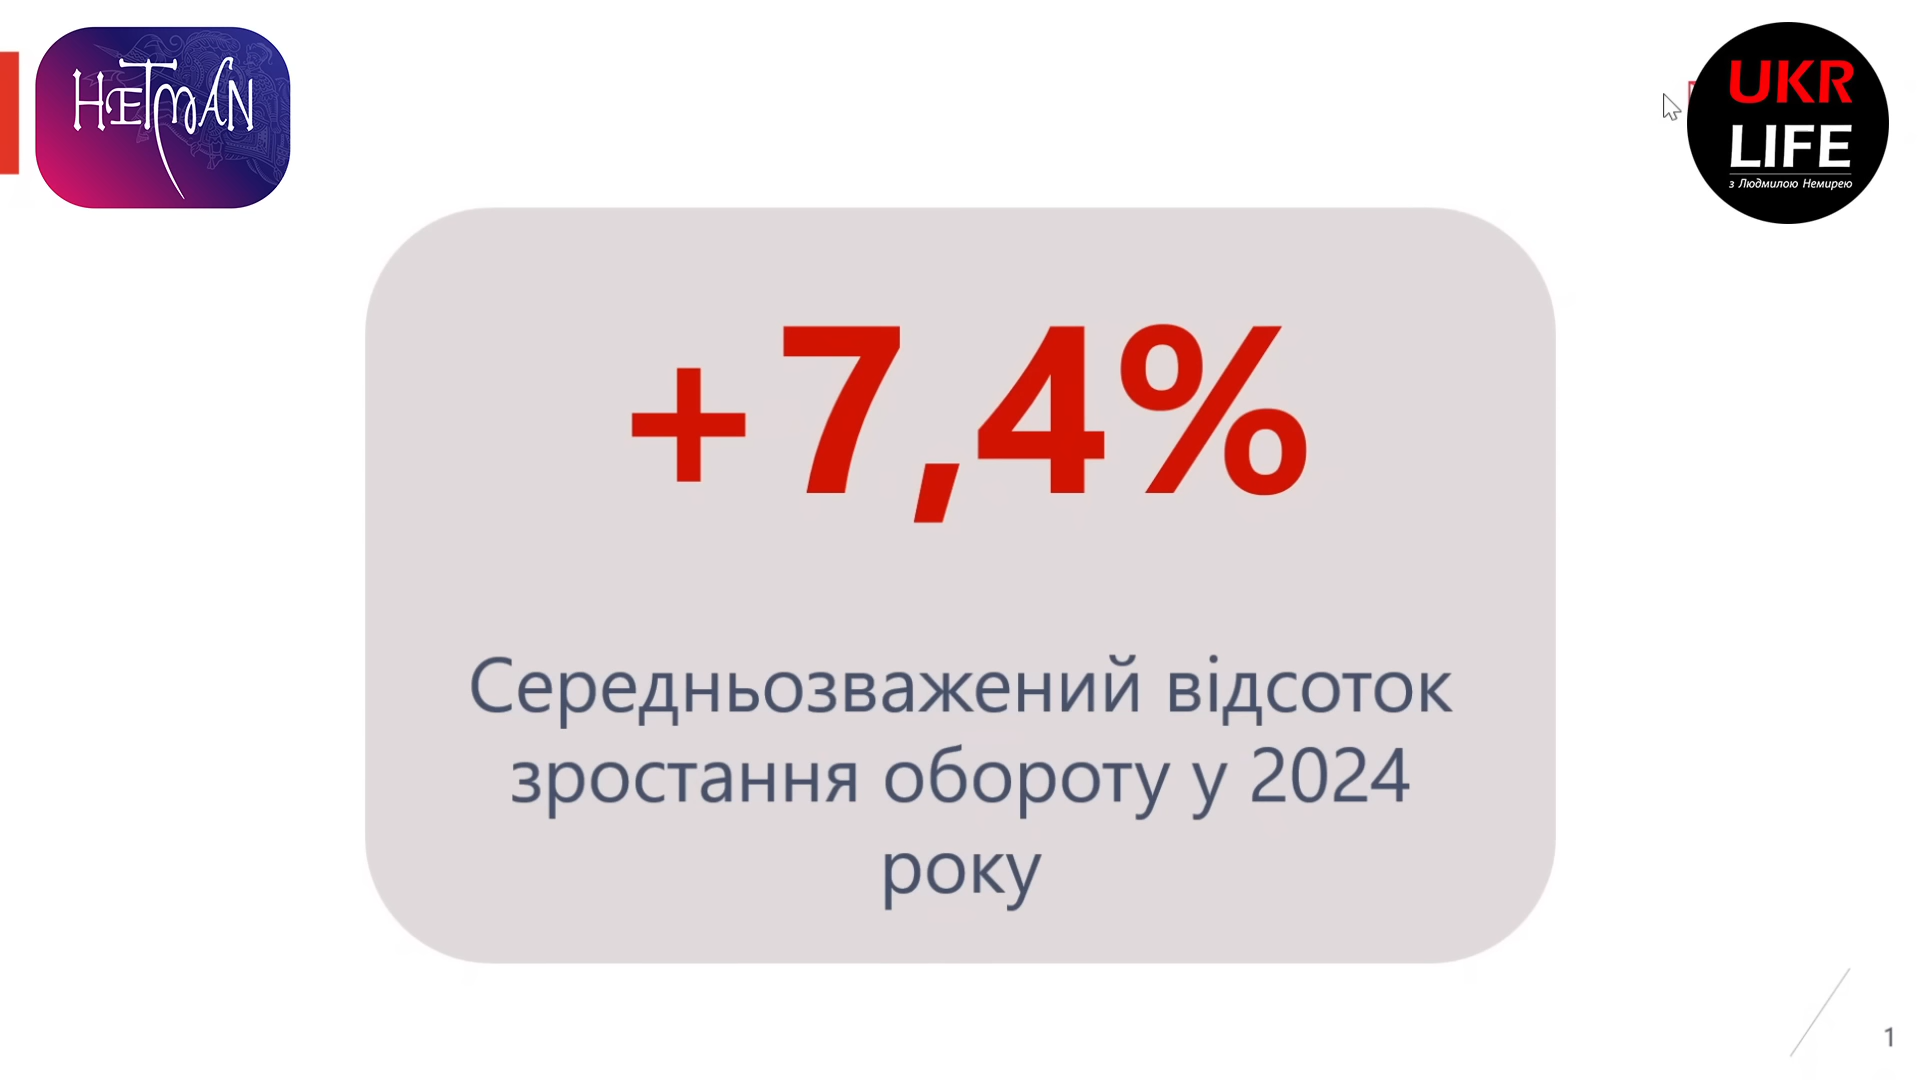 HETMAN
UKR
LIFE
з Людмилою Немирею
+7,4%
Середньозважений відсоток
зростання обороту у 2024
року
1